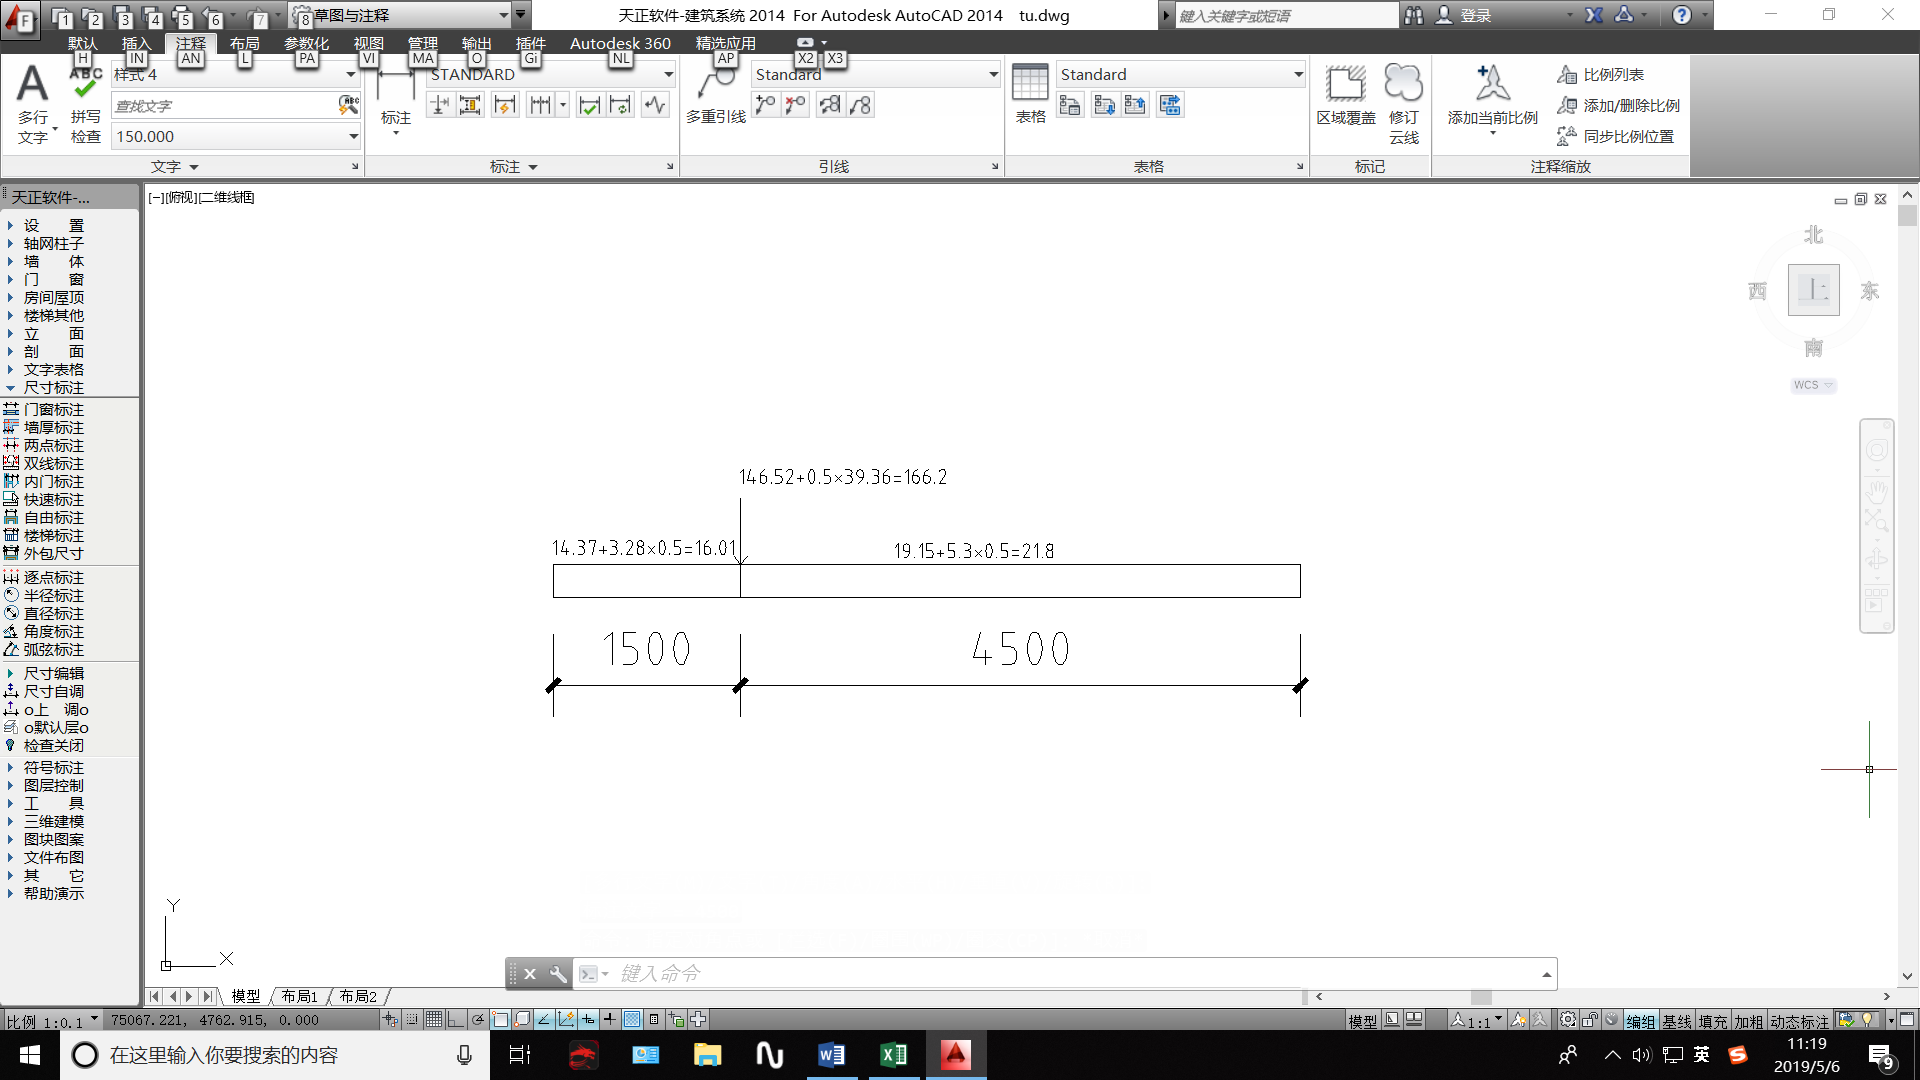 1 2 3 4 5 6 7 8 草图与注释
天正软件-建筑系统 2014 For Autodesk AutoCAD 2014 tu.dwg
键入关键字或短语
登录
F
默认 插入 注释 布局 参数化 视图 管理 输出 插件 Autodesk 360 精选应用
H IN AN L PA VI MA O Gi NL AP X2 X3
样式 4
查找文字
150.000
多行
文字
ABC
拼写
检查
文字
STANDARD
标注
标注
Standard
多重引线
引线
Standard
表格
表格
区域覆盖
修订
云线
标记
添加当前比例
比例列表
添加/删除比例
同步比例位置
注释缩放
天正软件-...
[−][俯视][二维线框]
设 置
轴网柱子
墙 体
门 窗
房间屋顶
楼梯其他
立 面
剖 面
文字表格
尺寸标注
门窗标注
墙厚标注
两点标注
双线标注
内门标注
快速标注
自由标注
楼梯标注
外包尺寸
逐点标注
半径标注
直径标注
角度标注
弧弦标注
尺寸编辑
尺寸自调
o上 调o
o默认层o
检查关闭
符号标注
图层控制
工 具
三维建模
图块图案
文件布图
其 它
帮助演示
北
西 上 东
南
WCS
146.52+0.5×39.36=166.2
14.37+3.28×0.5=16.01
19.15+5.3×0.5=21.8
1500 4500
Y
X
键入命令
模型 布局1 布局2
比例 1:0.1 75067.221, 4762.915, 0.000
模型 1:1 编组 基线 填充 加粗 动态标注
在这里输入你要搜索的内容
英
11:19
2019/5/6
9